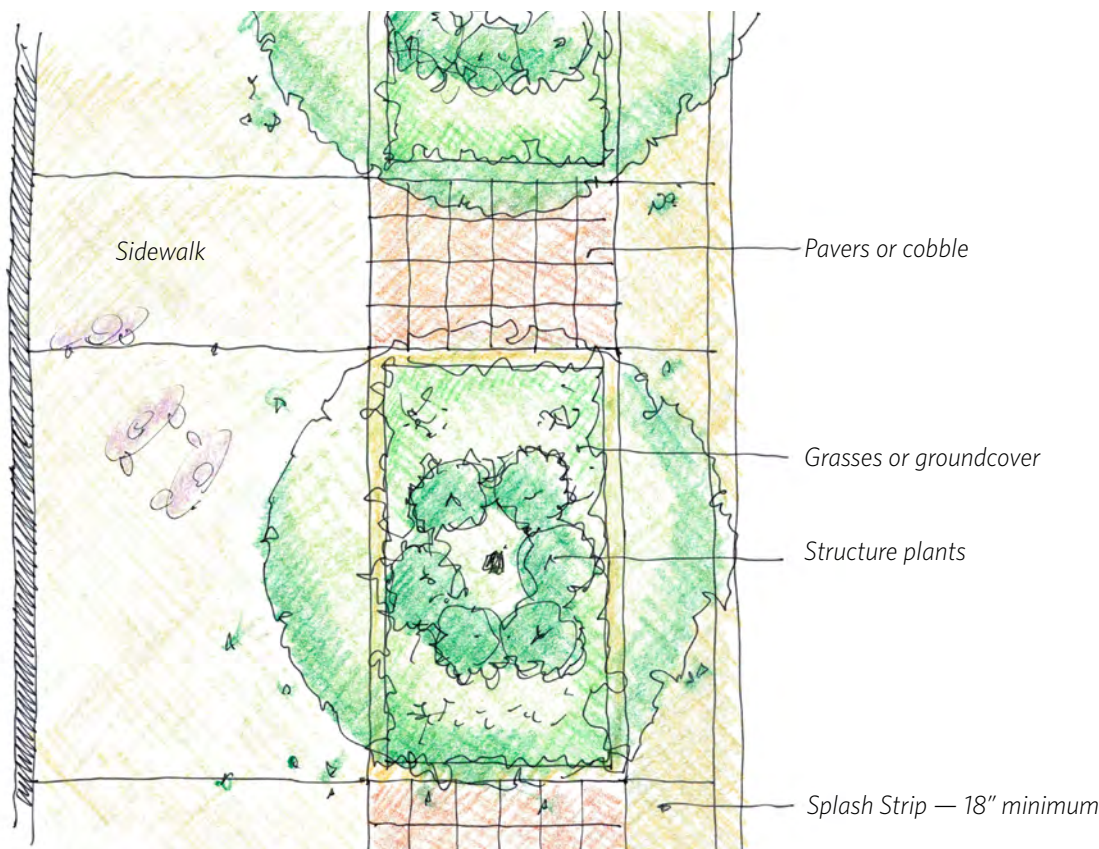 Sidewalk
Pavers or cobble
Grasses or groundcover
Structure plants
Splash Strip — 18" minimum